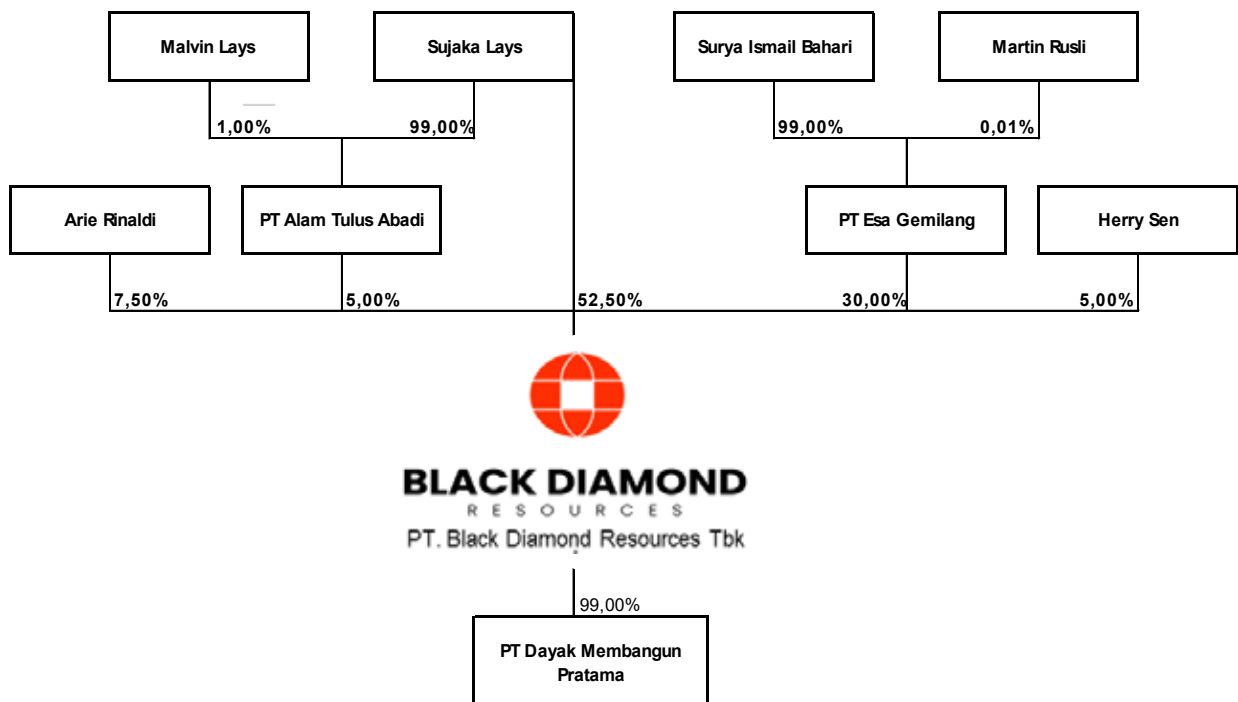 Malvin Lays
Sujaka Lays
Surya Ismail Bahari
Martin Rusli
1,00%
99,00%
99,00%
0,01%
Arie Rinaldi
PT Alam Tulus Abadi
PT Esa Gemilang
Herry Sen
7,50%
5,00%
52,50%
30,00%
5,00%
BLACK DIAMOND
RESOURCES
PT. Black Diamond Resources Tbk
99,00%
PT Dayak Membangun
Pratama